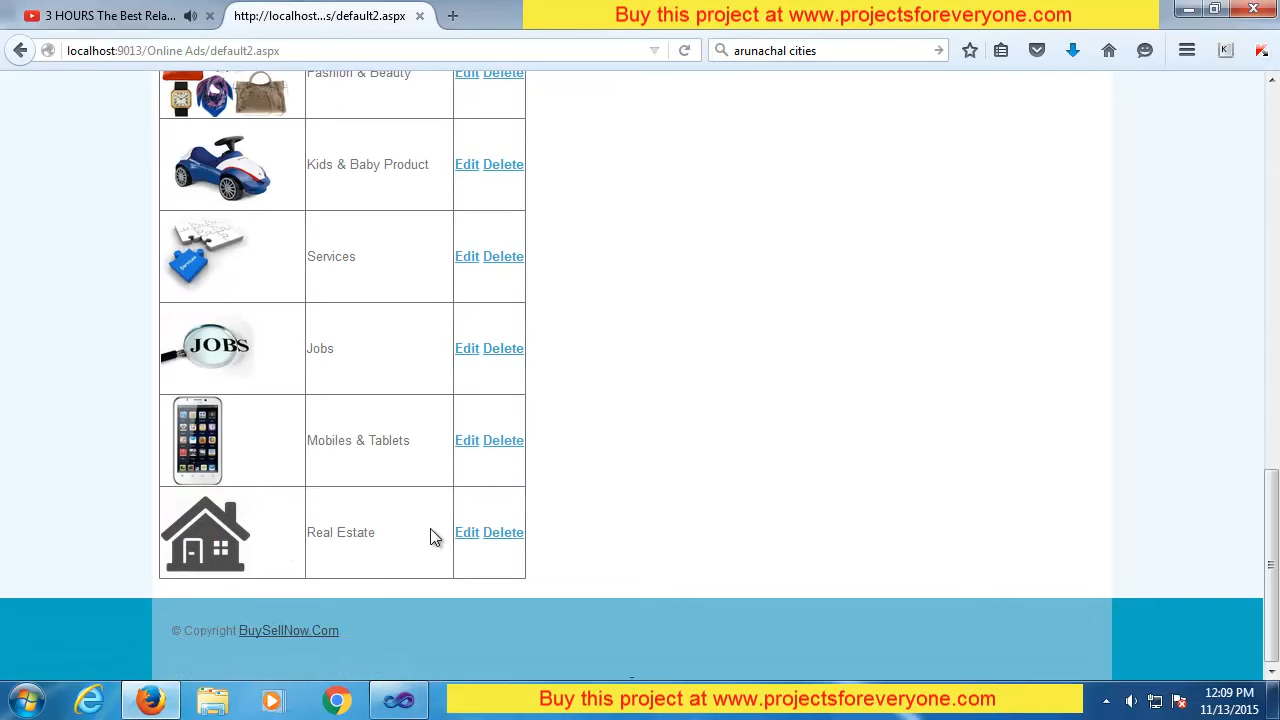 3 HOURS The Best Rela...
http://localhost...s/default2.aspx
Buy this project at www.projectsforeveryone.com
localhost:9013/Online Ads/default2.aspx
arunachal cities
Fashion & Beauty
Edit Delete
Kids & Baby Product
Edit Delete
Services
Services
Edit Delete
JOBS
Jobs
Edit Delete
Mobiles & Tablets
Edit Delete
Real Estate
Edit Delete
© Copyright BuySellNow.Com
Buy this project at www.projectsforeveryone.com
12:09 PM
11/13/2015